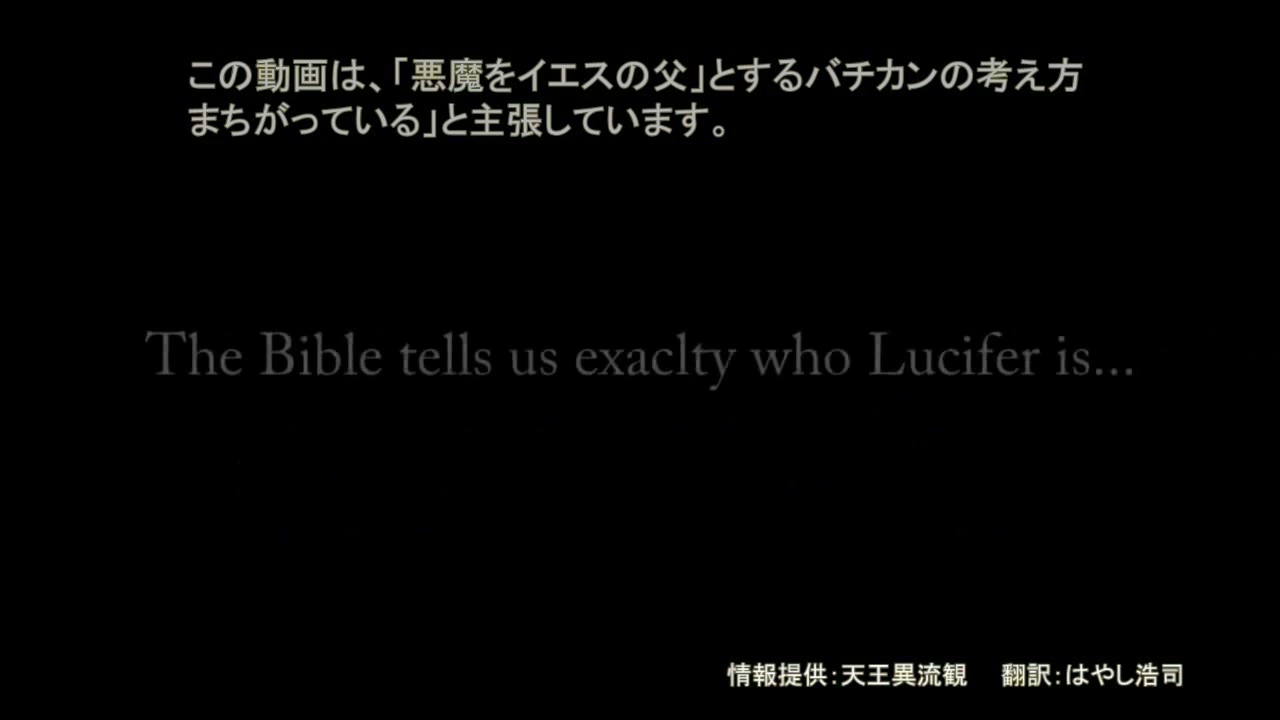 この動画は、「悪魔をイエスの父」とするバチカンの考え方
まちがっている」と主張しています。
The Bible tells us exaclty who Lucifer is...
情報提供：天王異流観　翻訳：はやし浩司